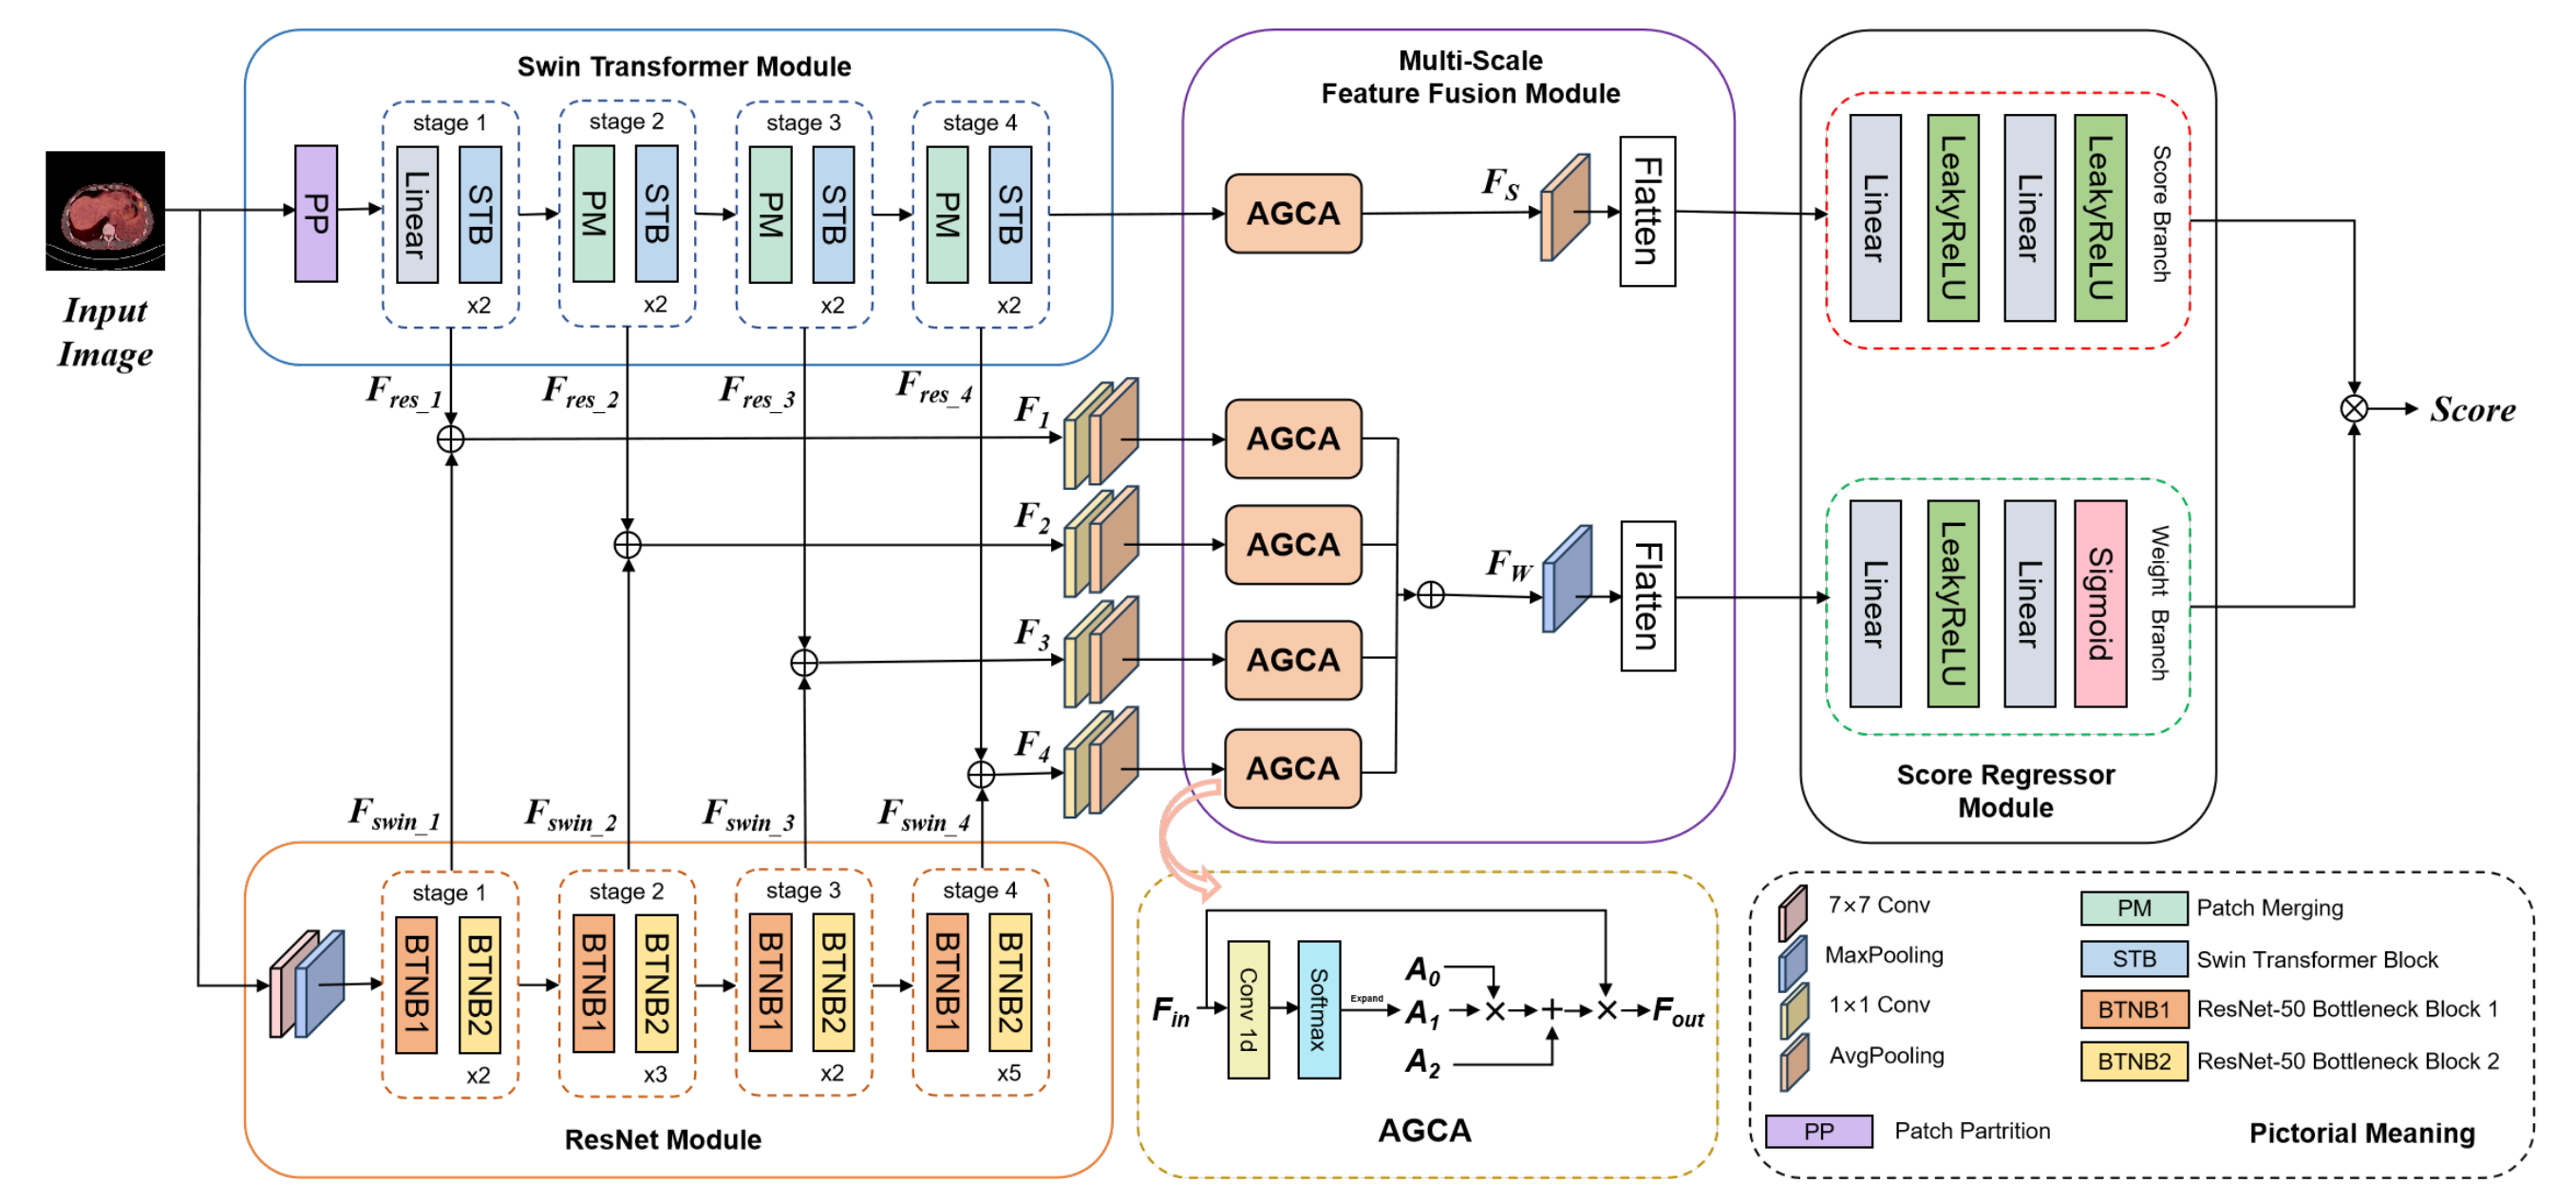 Input
Image
Swin Transformer Module
PP
stage 1
Linear
STB
x2
stage 2
PM
STB
x2
stage 3
PM
STB
x2
stage 4
PM
STB
x2
F_res_1
F_res_2
F_res_3
F_res_4
F_1
F_2
F_3
F_4
F_swin_1
F_swin_2
F_swin_3
F_swin_4
stage 1
BTNB1
BTNB2
x2
stage 2
BTNB1
BTNB2
x3
stage 3
BTNB1
BTNB2
x2
stage 4
BTNB1
BTNB2
x5
ResNet Module
Multi-Scale
Feature Fusion Module
AGCA
F_S
Flatten
AGCA
AGCA
AGCA
AGCA
F_W
Flatten
Linear
LeakyReLU
Linear
LeakyReLU
Score Branch
Linear
LeakyReLU
Linear
Sigmoid
Weight Branch
Score Regressor
Module
Score
F_in
Conv 1d
Softmax
Expand
A_0
A_1
A_2
F_out
AGCA
7×7 Conv
MaxPooling
1×1 Conv
AvgPooling
PP Patch Partrition
PM Patch Merging
STB Swin Transformer Block
BTNB1 ResNet-50 Bottleneck Block 1
BTNB2 ResNet-50 Bottleneck Block 2
Pictorial Meaning